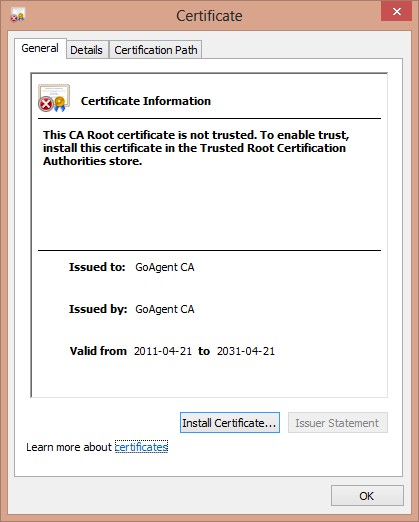 Certificate
General Details Certification Path
Certificate Information
This CA Root certificate is not trusted. To enable trust,
install this certificate in the Trusted Root Certification
Authorities store.
Issued to: GoAgent CA
Issued by: GoAgent CA
Valid from 2011-04-21 to 2031-04-21
Install Certificate... Issuer Statement
Learn more about certificates
OK